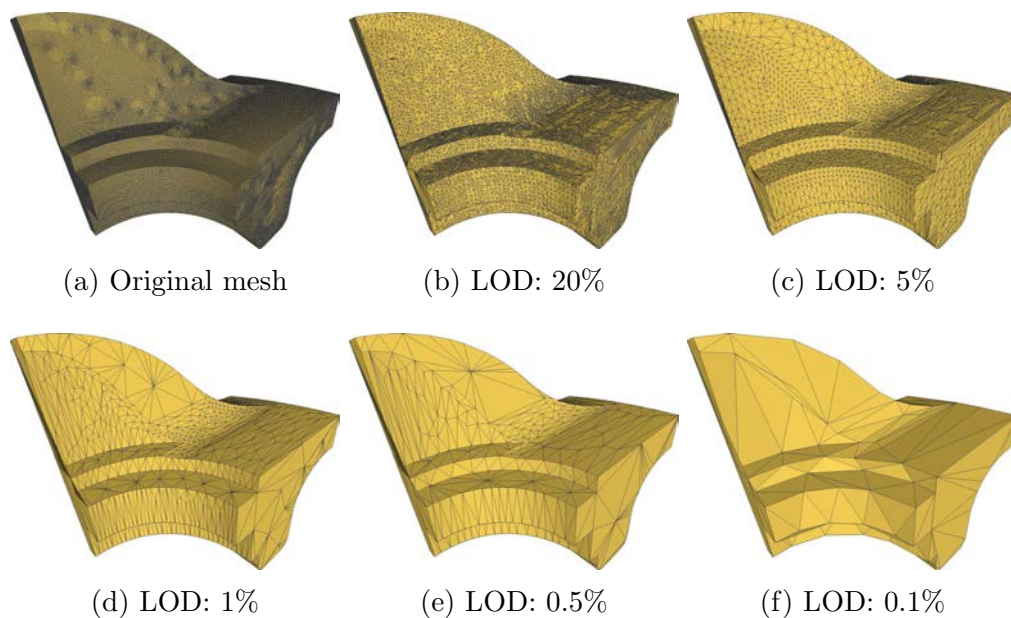 (a) Original mesh
(b) LOD: 20%
(c) LOD: 5%
(d) LOD: 1%
(e) LOD: 0.5%
(f) LOD: 0.1%